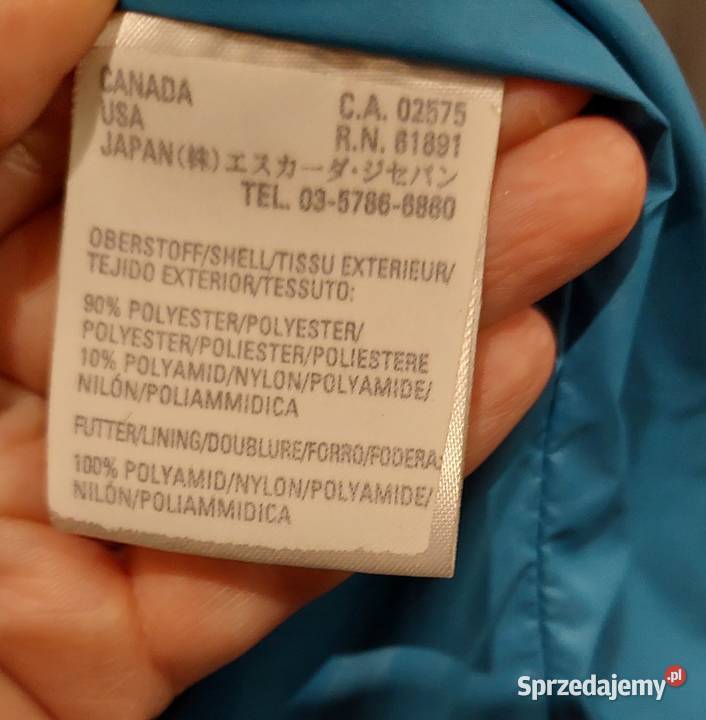 CANADA C.A. 02575
USA R.N. 81891
JAPAN(株)エスカーダ・ジセパン
TEL. 03-5786-6860
OBERSTOFF/SHELL/TISSU EXTERIEUR/
TEJIDO EXTERIOR/TESSUTO:
90% POLYESTER/POLYESTER/
POLYESTER/POLIESTER/POLIESTERE
10% POLYAMID/NYLON/POLYAMIDE/
NILÓN/POLIAMMIDICA
FUTTER/LINING/DOUBLURE/FORRO/FODERA:
100% POLYAMID/NYLON/POLYAMIDE/
NILÓN/POLIAMMIDICA
Sprzedajemy.pl